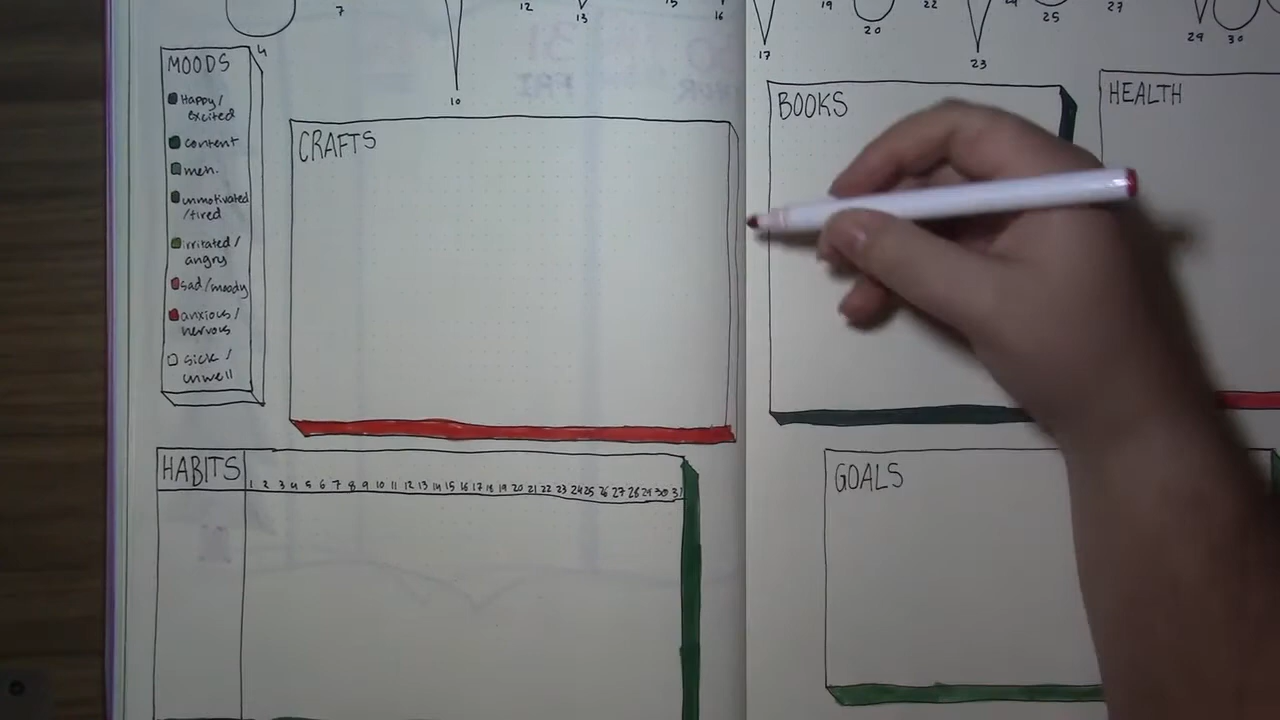 7
12
13
15
16
4
10
17
19
20
22
23
25
27
29
30
MOODS
Happy/
excited
content
meh.
unmotivated
/tired
irritated/
angry
sad/moody
anxious/
nervous
sick/
unwell
CRAFTS
BOOKS
HEALTH
HABITS
1 2 3 4 5 6 7 8 9 10 11 12 13 14 15 16 17 18 19 20 21 22 23 24 25 26 27 28 29 30 31
GOALS
31
FRI